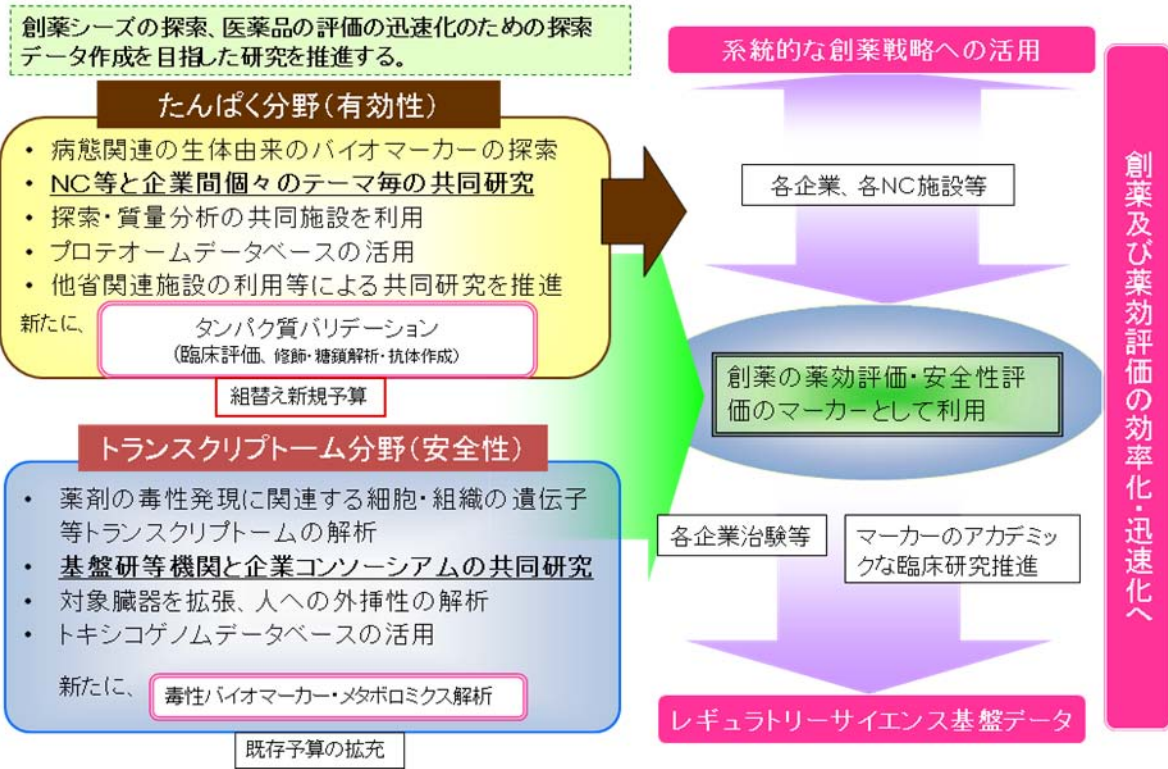 創薬シーズの探索、医薬品の評価の迅速化のための探索
データ作成を目指した研究を推進する。
たんぱく分野(有効性)
• 病態関連の生体由来のバイオマーカーの探索
• NC等と企業間個々のテーマ毎の共同研究
• 探索・質量分析の共同施設を利用
• プロテオームデータベースの活用
• 他省関連施設の利用等による共同研究を推進
新たに、
タンパク質バリデーション
(臨床評価、修飾・糖鎖解析・抗体作成)
組替え新規予算
トランスクリプトーム分野(安全性)
• 薬剤の毒性発現に関連する細胞・組織の遺伝子
等トランスクリプトームの解析
• 基盤研等機関と企業コンソーシアムの共同研究
• 対象臓器を拡張、人への外挿性の解析
• トキシコゲノムデータベースの活用
新たに、
毒性バイオマーカー・メタボロミクス解析
既存予算の拡充
系統的な創薬戦略への活用
各企業、各NC施設等
創薬の薬効評価・安全性評
価のマーカーとして利用
各企業治験等
マーカーのアカデミッ
クな臨床研究推進
レギュラトリーサイエンス基盤データ
創薬及び薬効評価の効率化・迅速化へ